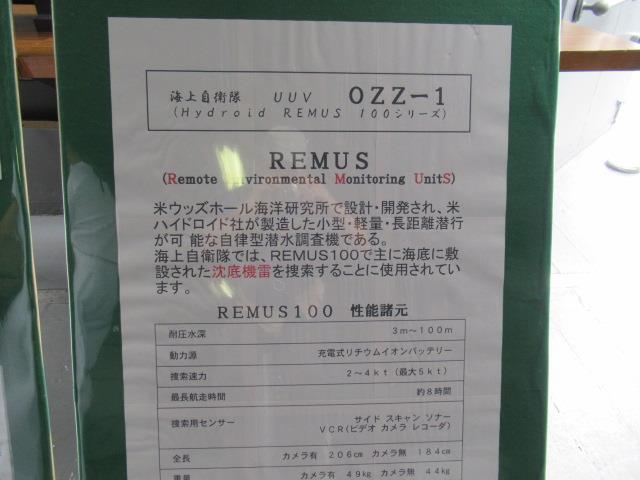 海上自衛隊 UUV OZZー1
(Hydroid REMUS 100シリーズ)
REMUS
(Remote Environmental Monitoring UnitS)
米ウッズホール海洋研究所で設計・開発され、米
ハイドロイド社が製造した小型・軽量・長距離潜行
が可 能な自律型潜水調査機である。
海上自衛隊では、REMUS100で主に海底に敷
設された沈底機雷を捜索することに使用されてい
ます。
REMUS100 性能諸元
耐圧水深 3m～100m
動力源 充電式リチウムイオンバッテリー
捜索速力 2～4kt (最大5kt)
最長航走時間 約8時間
捜索用センサー サイド スキャン ソナー
VCR(ビデオ カメラ レコーダ)
全長 カメラ有 206cm カメラ無 184cm
重量 カメラ有 49kg カメラ無 44kg